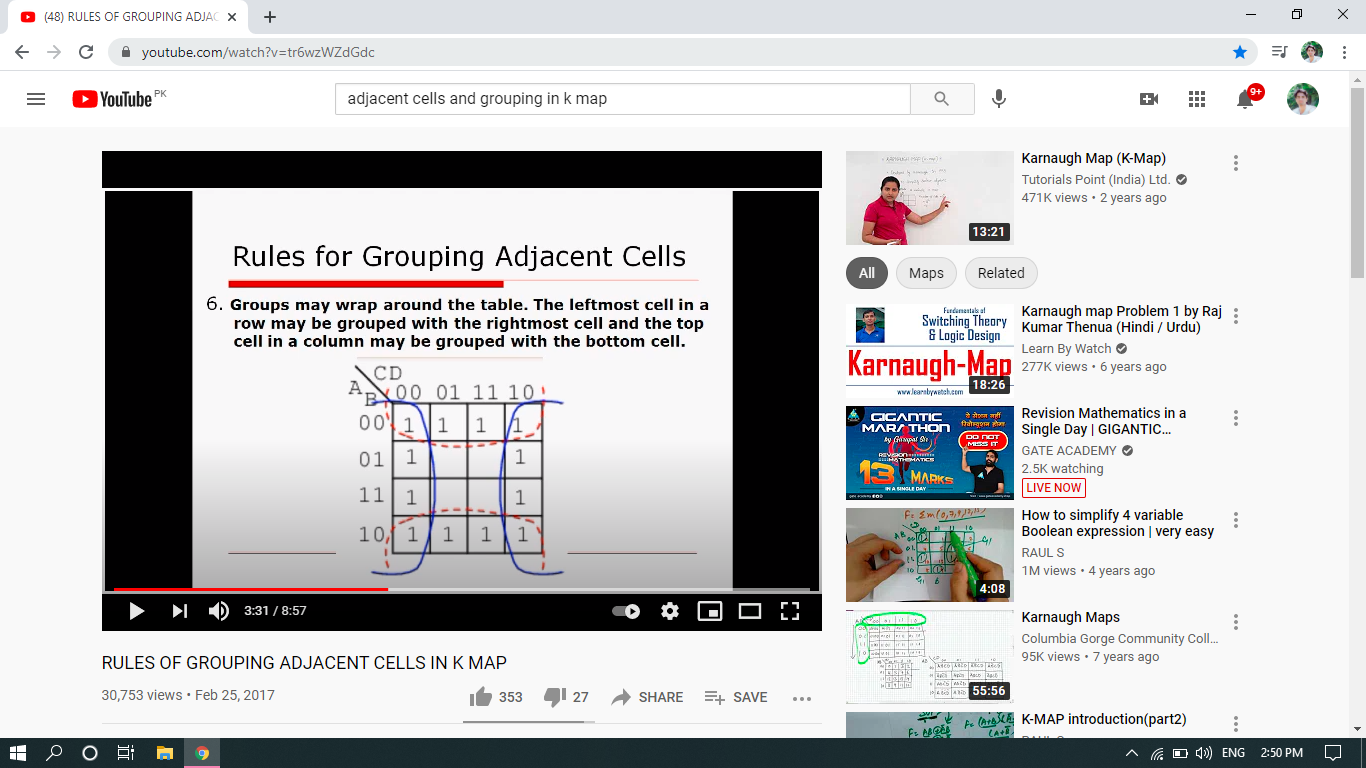 (48) RULES OF GROUPING ADJAC
youtube.com/watch?v=tr6wzWZdGdc
YouTube PK
adjacent cells and grouping in k map
9+
Rules for Grouping Adjacent Cells
6. Groups may wrap around the table. The leftmost cell in a
row may be grouped with the rightmost cell and the top
cell in a column may be grouped with the bottom cell.
CD
A
B
00 01 11 10
00 1 1 1 1
01 1 1
11 1 1
10 1 1 1 1
3:31 / 8:57
RULES OF GROUPING ADJACENT CELLS IN K MAP
30,753 views • Feb 25, 2017
353
27
SHARE
SAVE
13:21
Karnaugh Map (K-Map)
Tutorials Point (India) Ltd.
471K views • 2 years ago
All
Maps
Related
Fundamentals of
Switching Theory
& Logic Design
Karnaugh-Map
www.learnbywatch.com
18:26
Karnaugh map Problem 1 by Raj
Kumar Thenua (Hindi / Urdu)
Learn By Watch
277K views • 6 years ago
GIGANTIC
MARATHON
by Gurupal Sir
REVISION
MATHEMATICS
13 MARKS
IN A SINGLE DAY
DO NOT
MISS IT
Revision Mathematics in a
Single Day | GIGANTIC...
GATE ACADEMY
2.5K watching
LIVE NOW
4:08
How to simplify 4 variable
Boolean expression | very easy
RAUL S
1M views • 4 years ago
55:56
Karnaugh Maps
Columbia Gorge Community Coll...
95K views • 7 years ago
K-MAP introduction(part2)
ENG
2:50 PM